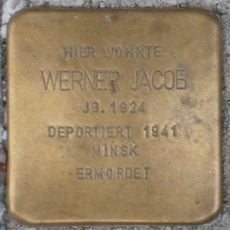 HIER WOHNTE
WERNER JACOB
JG. 1924
DEPORTIERT 1941
MINSK
ERMORDET